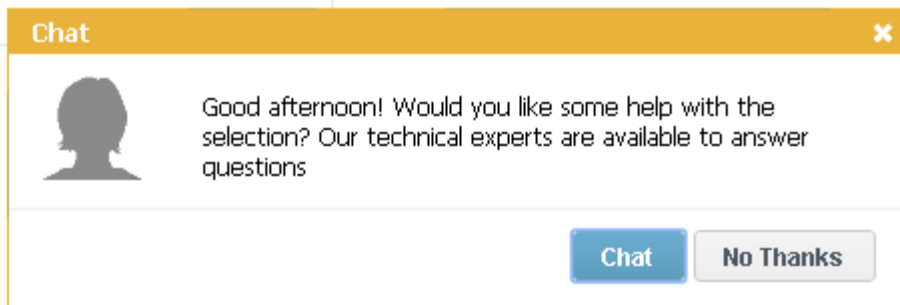 Chat
Good afternoon! Would you like some help with the
selection? Our technical experts are available to answer
questions
Chat
No Thanks